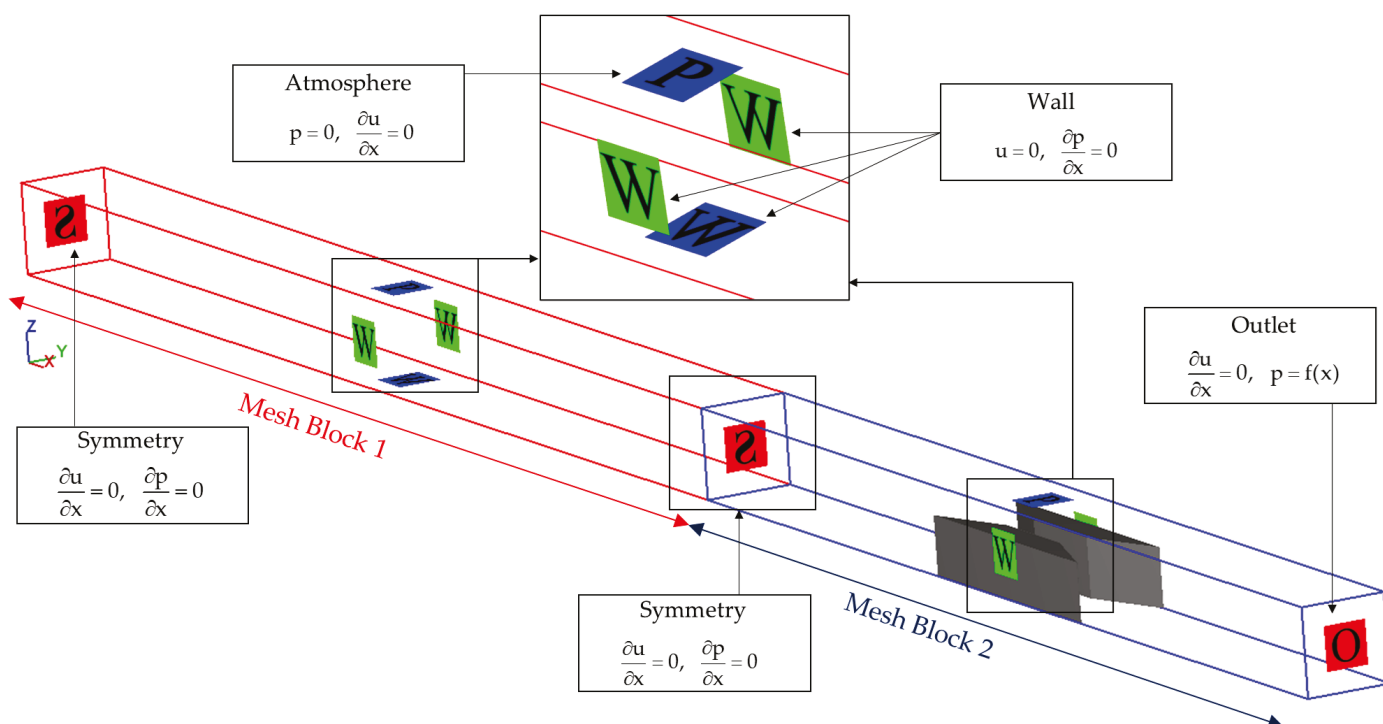 Atmosphere
p = 0, ∂u/∂x = 0
P
W
W
W
Wall
u = 0, ∂p/∂x = 0
S
P
W
W
W
Z
Y
X
Mesh Block 1
Symmetry
∂u/∂x = 0, ∂p/∂x = 0
S
Outlet
∂u/∂x = 0, p = f(x)
P
W
O
Mesh Block 2
Symmetry
∂u/∂x = 0, ∂p/∂x = 0